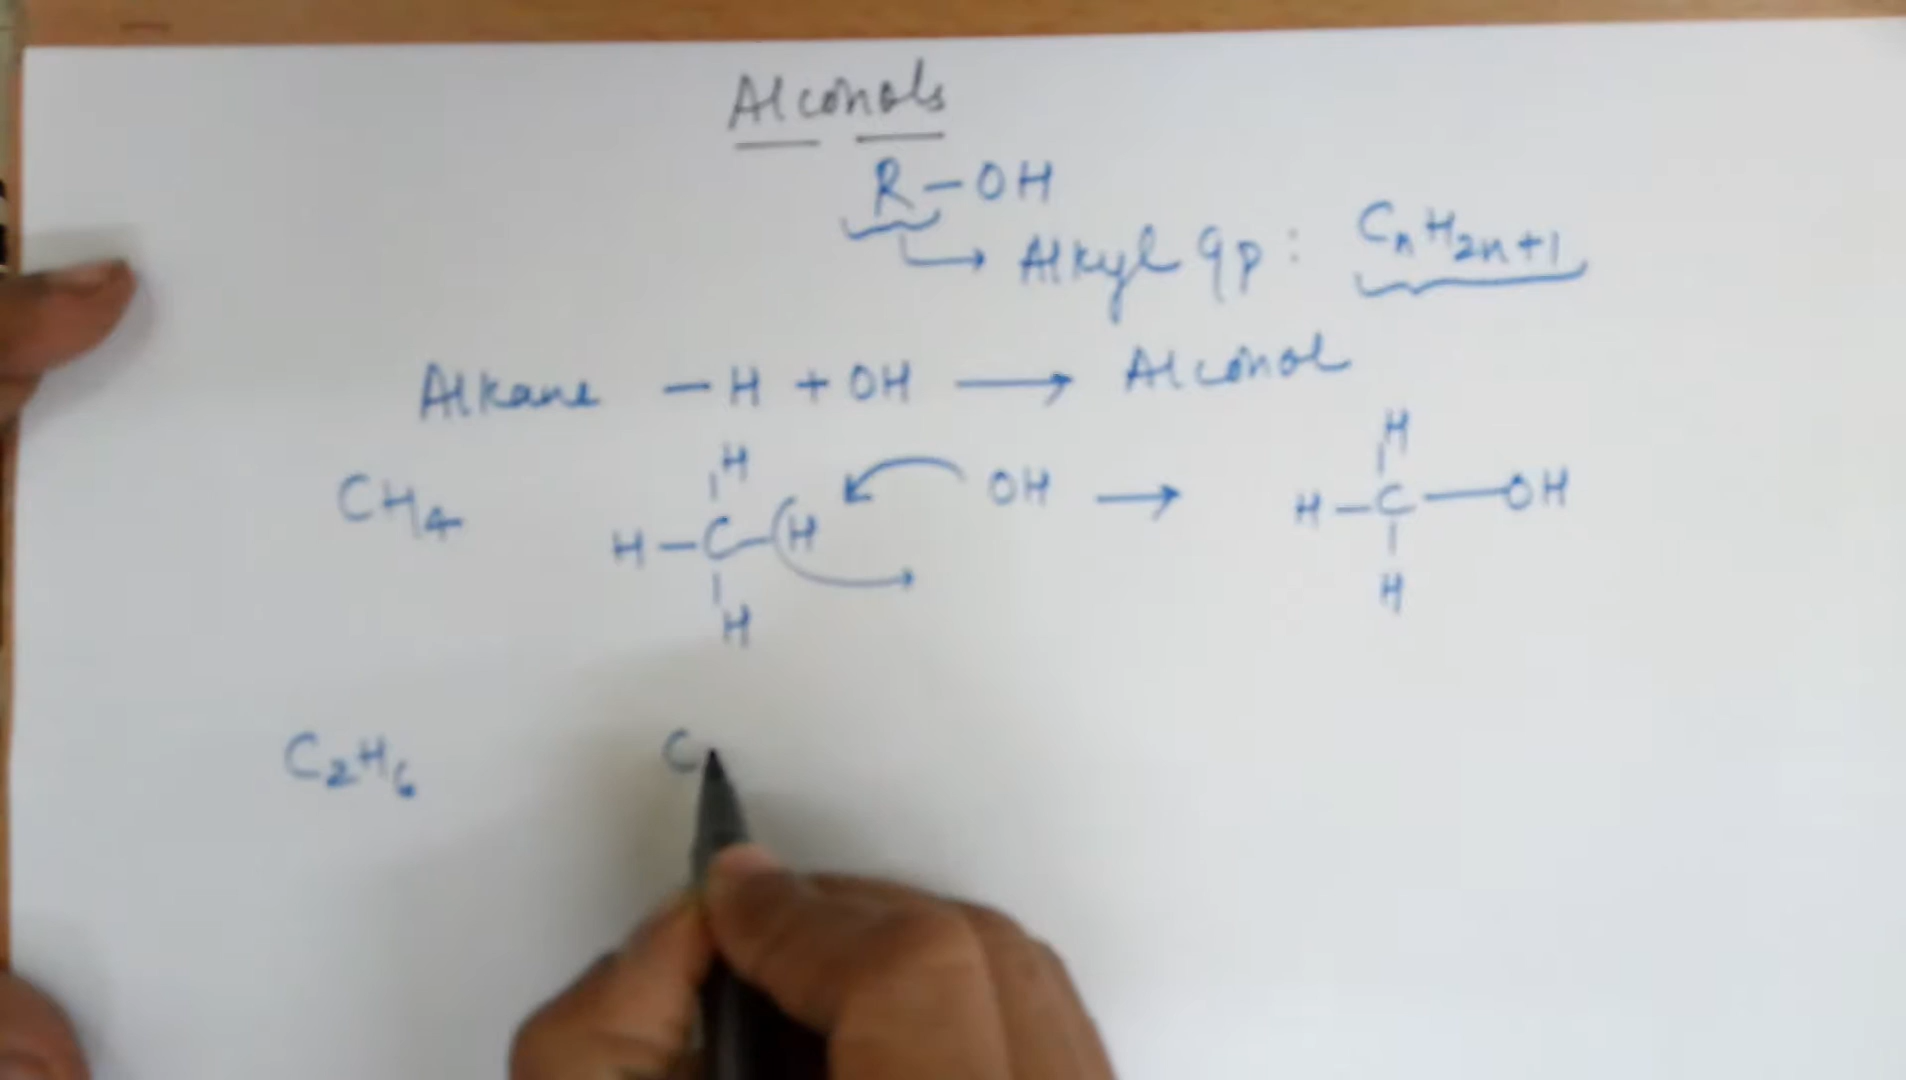 Alcohols
R-OH
Alkyl gp: CnH2n+1
Alkane -H + OH → Alcohol
H H
CH4 H-C-H OH → H-C-OH
H H
C2H6 C